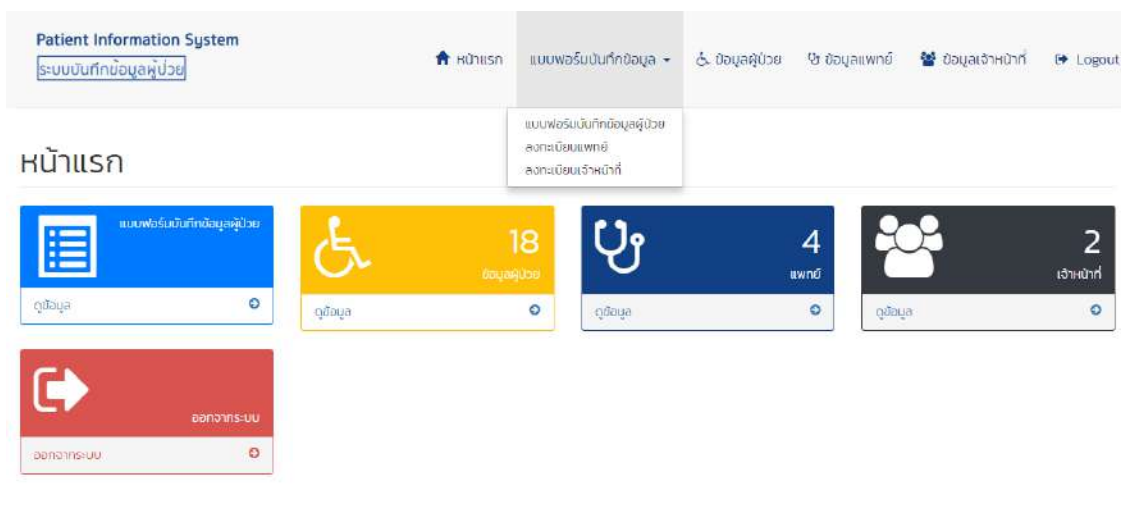 Patient Information System
ระบบบันทึกข้อมูลผู้ป่วย
หน้าแรก
แบบฟอร์มบันทึกข้อมูล
ข้อมูลผู้ป่วย
ข้อมูลแพทย์
ข้อมูลเจ้าหน้าที่
Logout
แบบฟอร์มบันทึกข้อมูลผู้ป่วย
ลงทะเบียนแพทย์
ลงทะเบียนเจ้าหน้าที่
หน้าแรก
แบบฟอร์มบันทึกข้อมูลผู้ป่วย
ดูข้อมูล
18
ข้อมูลผู้ป่วย
ดูข้อมูล
4
แพทย์
ดูข้อมูล
2
เจ้าหน้าที่
ดูข้อมูล
ออกจากระบบ
ออกจากระบบ